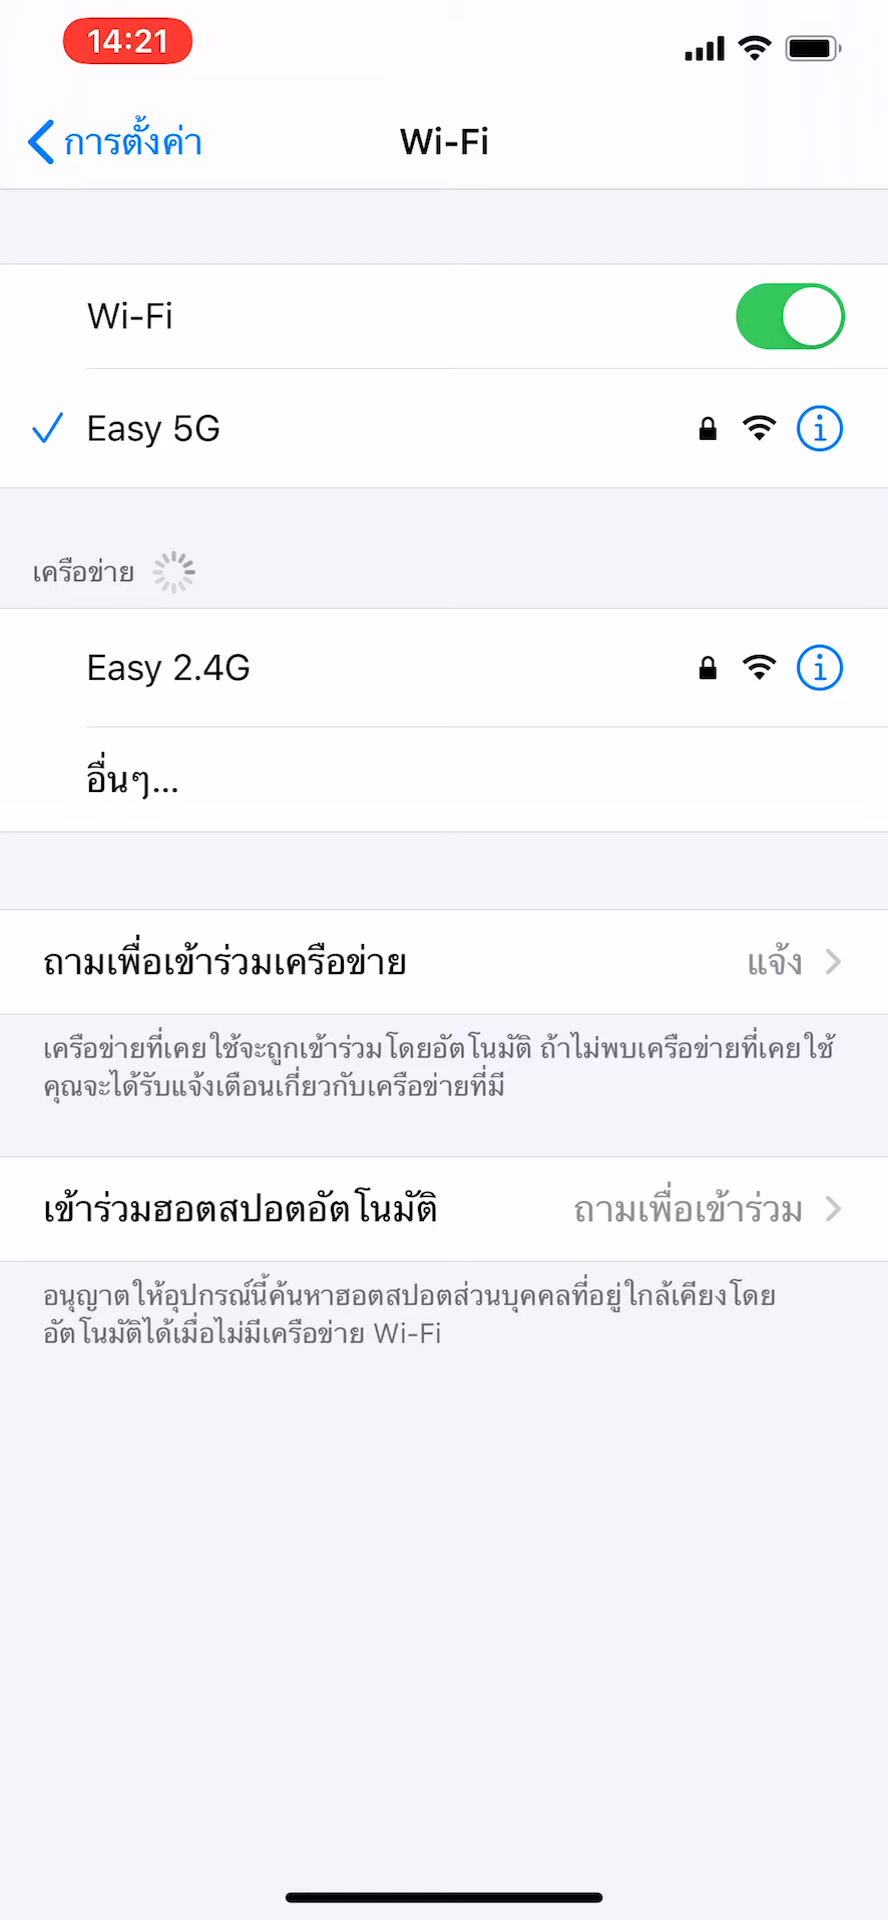 14:21
การตั้งค่า
Wi-Fi
Wi-Fi
Easy 5G
เครือข่าย
Easy 2.4G
อื่นๆ...
ถามเพื่อเข้าร่วมเครือข่าย แจ้ง
เครือข่ายที่เคยใช้จะถูกเข้าร่วมโดยอัตโนมัติ ถ้าไม่พบเครือข่ายที่เคยใช้
คุณจะได้รับแจ้งเตือนเกี่ยวกับเครือข่ายที่มี
เข้าร่วมฮอตสปอตอัตโนมัติ ถามเพื่อเข้าร่วม
อนุญาตให้อุปกรณ์นี้ค้นหาฮอตสปอตส่วนบุคคลที่อยู่ใกล้เคียงโดย
อัตโนมัติได้เมื่อไม่มีเครือข่าย Wi-Fi